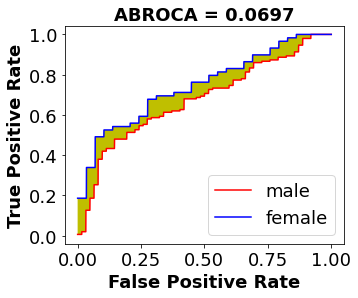 ABROCA = 0.0697
True Positive Rate
1.0
0.8
0.6
0.4
0.2
0.0
male
female
0.00 0.25 0.50 0.75 1.00
False Positive Rate